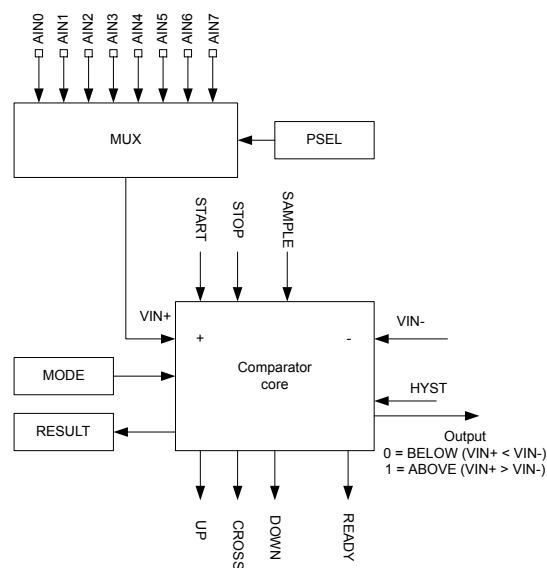 AIN0
AIN1
AIN2
AIN3
AIN4
AIN5
AIN6
AIN7
MUX
PSEL
START
STOP
SAMPLE
VIN+
VIN-
+
-
MODE
Comparator
core
HYST
RESULT
Output
0 = BELOW (VIN+ < VIN-)
1 = ABOVE (VIN+ > VIN-)
UP
CROSS
DOWN
READY